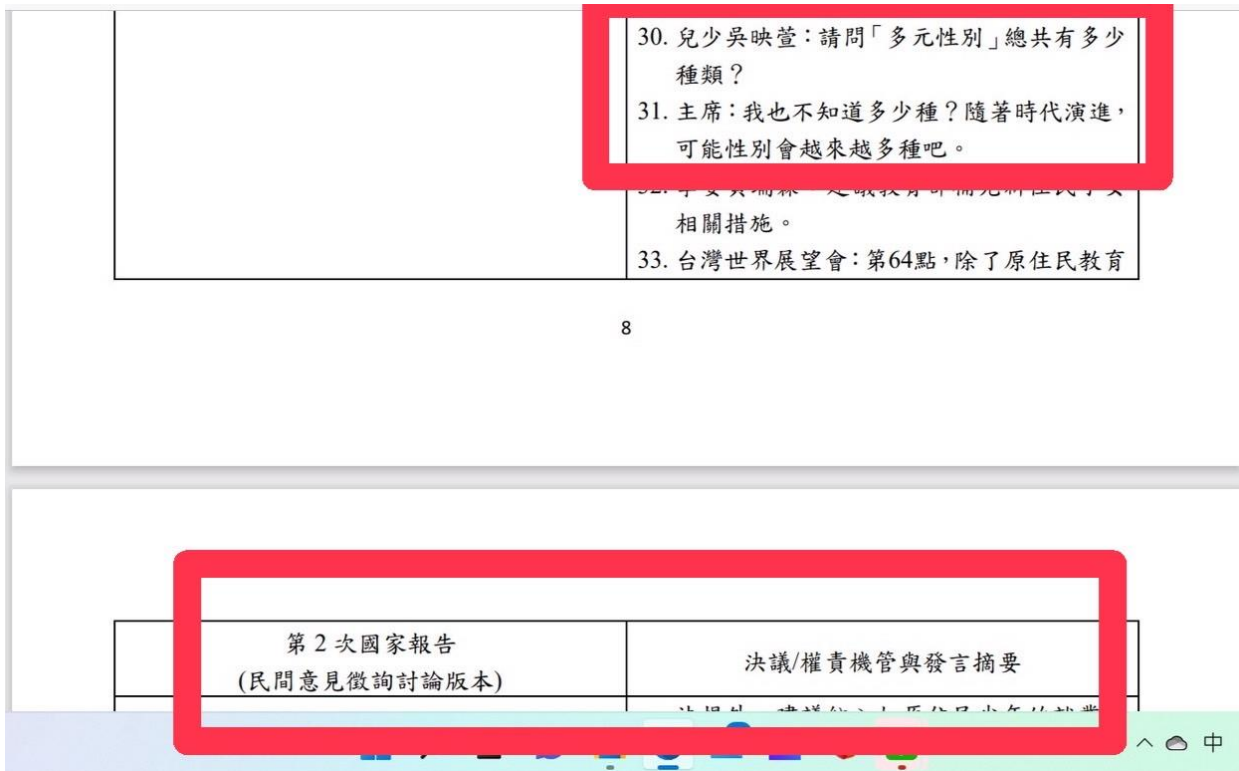 30. 兒少吳映萱：請問「多元性別」總共有多少
種類？
31. 主席：我也不知道多少種？隨著時代演進，
可能性別會越來越多種吧。
相關措施。
33. 台灣世界展望會：第64點，除了原住民教育
8
第2次國家報告
(民間意見徵詢討論版本)
決議/權責機管與發言摘要
中